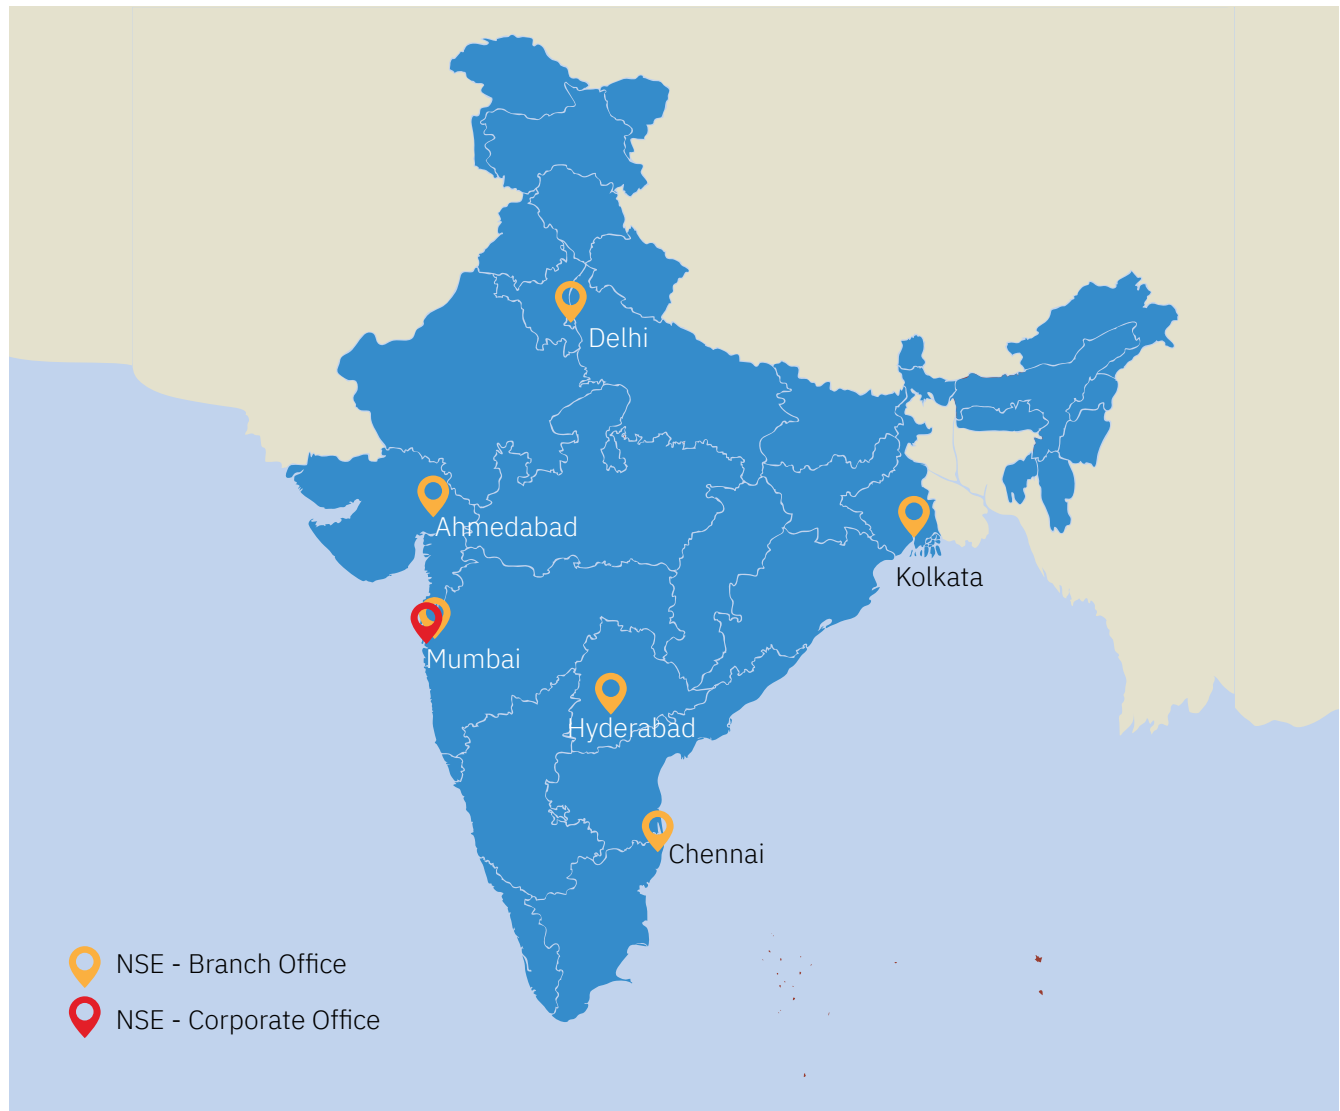 Delhi
Ahmedabad
Kolkata
Mumbai
Hyderabad
Chennai
NSE - Branch Office
NSE - Corporate Office